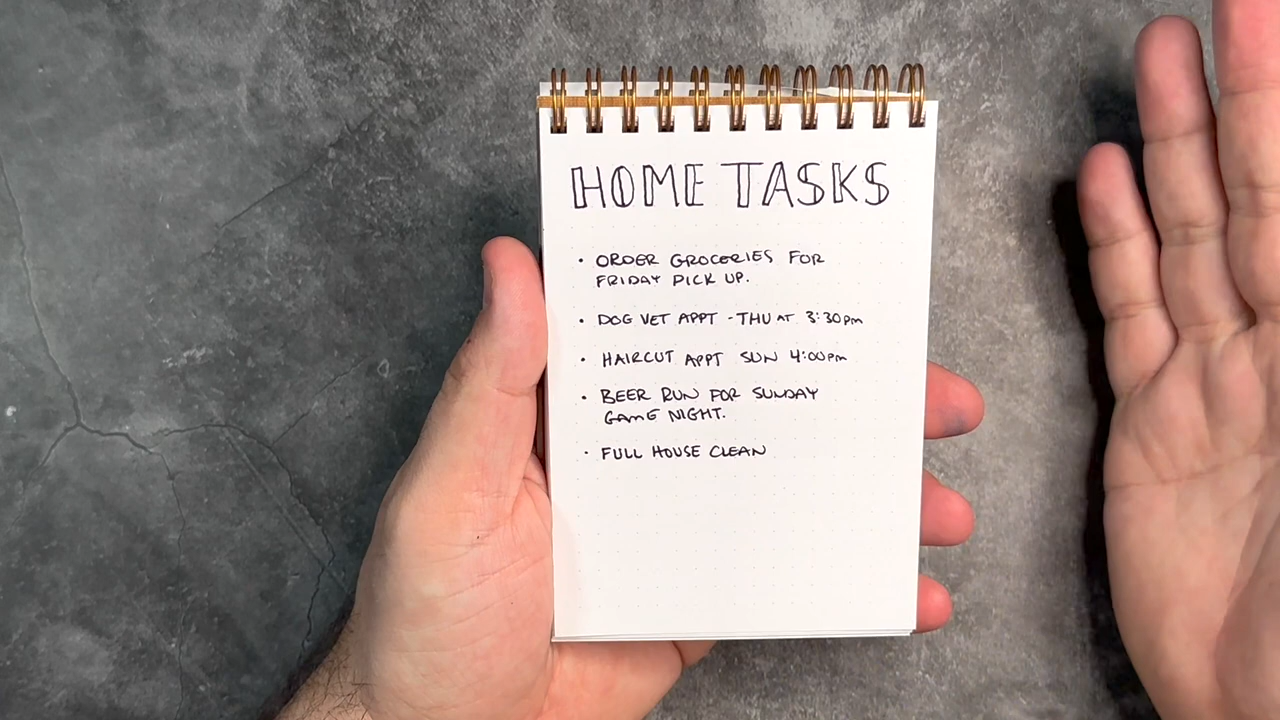 HOME TASKS
• ORDER GROCERIES FOR
FRIDAY PICK UP.
• DOG VET APPT - THU AT 3:30pm
• HAIRCUT APPT SUN 4:00pm
• BEER RUN FOR SUNDAY
GAME NIGHT.
• FULL HOUSE CLEAN